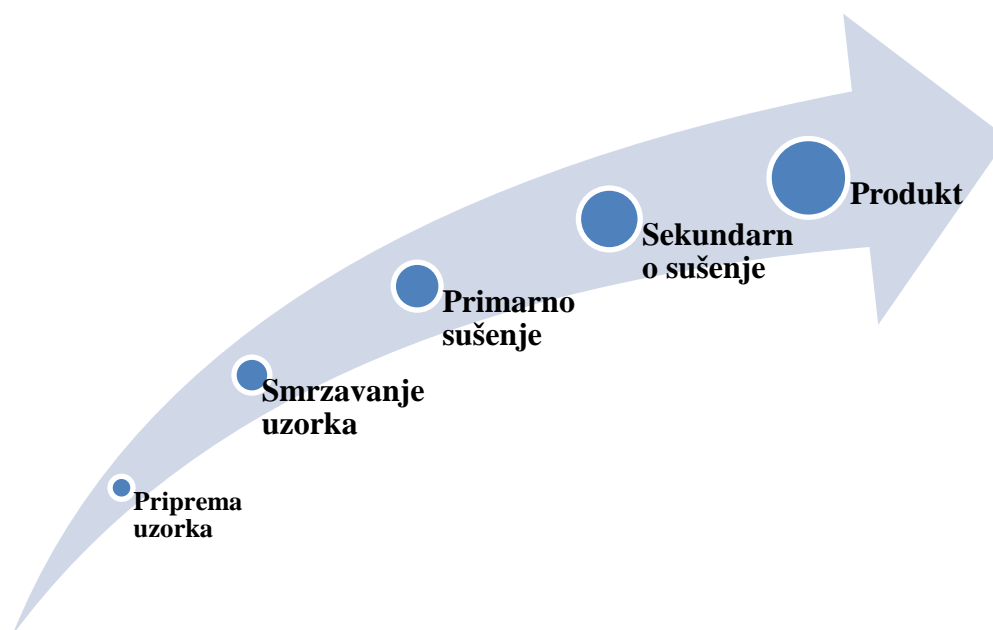 Produkt
Sekundarn
o sušenje
Primarno
sušenje
Smrzavanje
uzorka
Priprema
uzorka